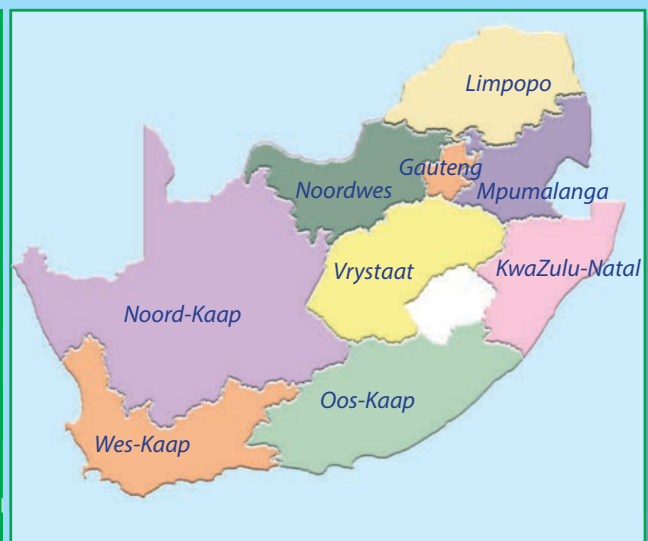 Limpopo
Gauteng
Noordwes
Mpumalanga
Vrystaat
KwaZulu-Natal
Noord-Kaap
Oos-Kaap
Wes-Kaap